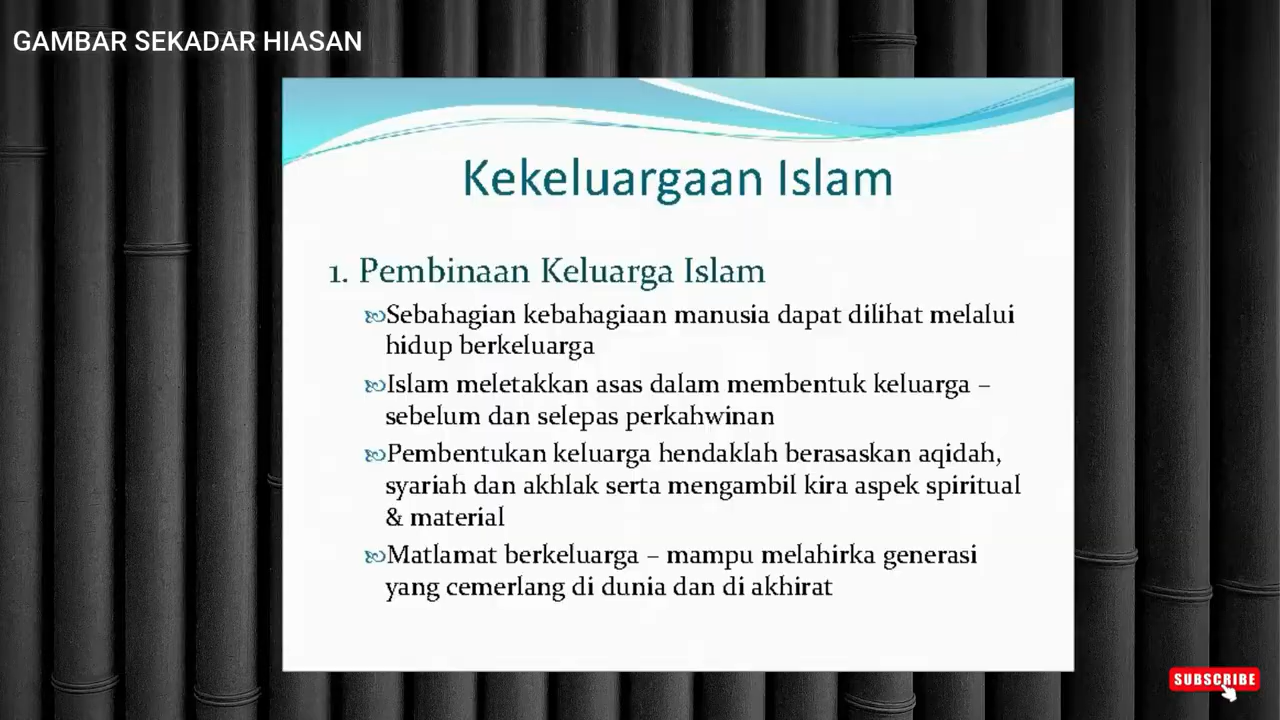 GAMBAR SEKADAR HIASAN
Kekeluargaan Islam
1. Pembinaan Keluarga Islam
Sebahagian kebahagiaan manusia dapat dilihat melalui
hidup berkeluarga
Islam meletakkan asas dalam membentuk keluarga –
sebelum dan selepas perkahwinan
Pembentukan keluarga hendaklah berasaskan aqidah,
syariah dan akhlak serta mengambil kira aspek spiritual
& material
Matlamat berkeluarga – mampu melahirka generasi
yang cemerlang di dunia dan di akhirat
SUBSCRIBE